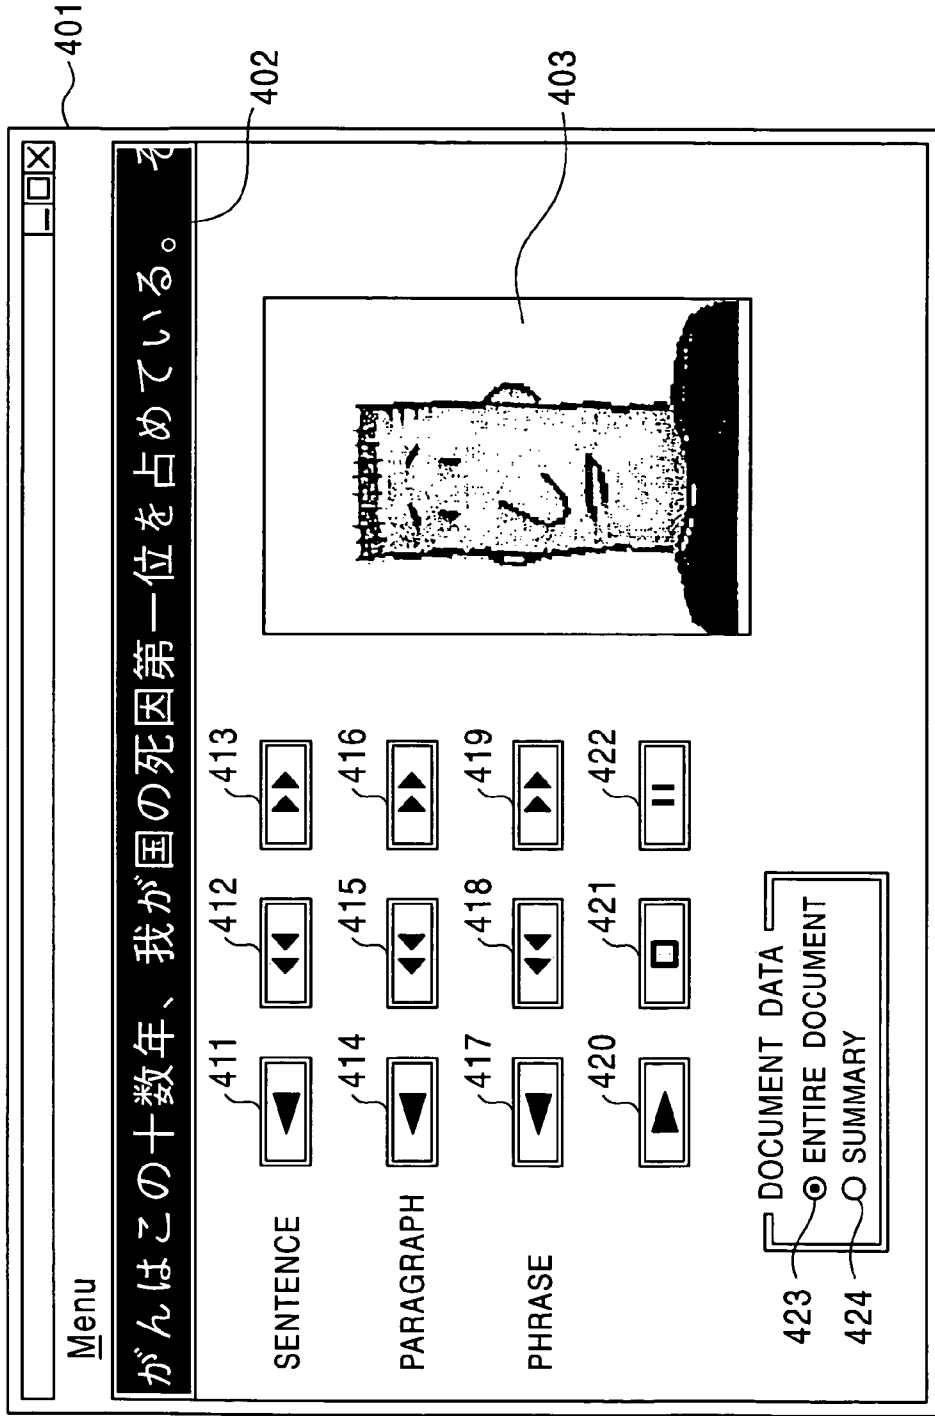 401
Menu
がんはこの十数年、我が国の死因第一位を占めている。 そ
402
411 412 413
SENTENCE
414 415 416
PARAGRAPH
403
417 418 419
PHRASE
420 421 422
DOCUMENT DATA
423 ENTIRE DOCUMENT
424 SUMMARY